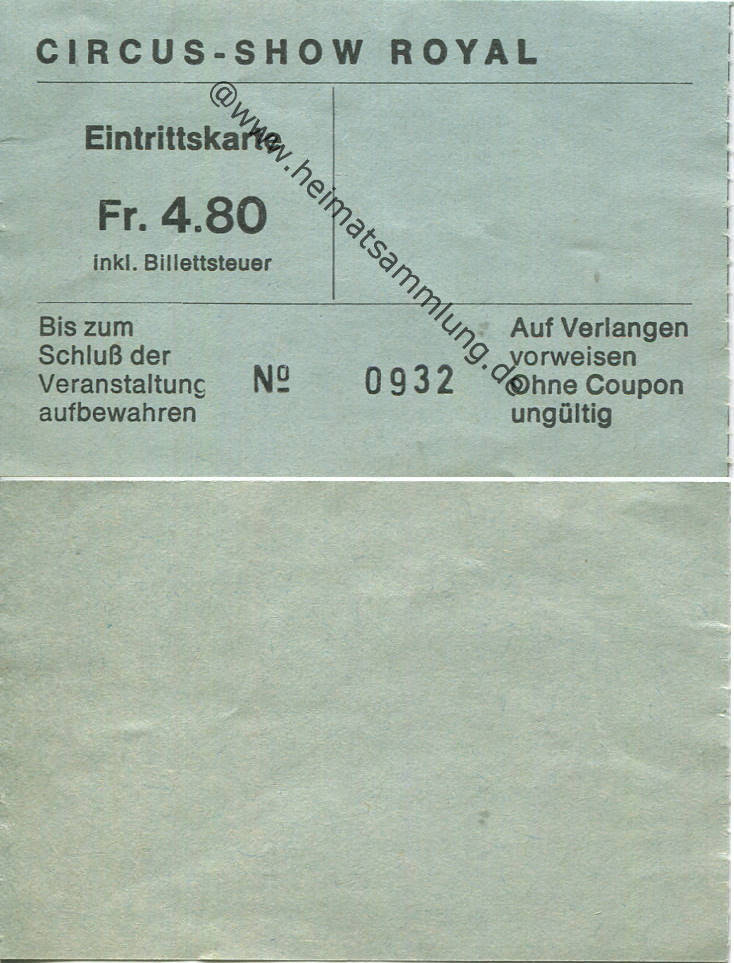 CIRCUS-SHOW ROYAL
Eintrittskarte
Fr. 4.80
inkl. Billettsteuer
Bis zum
Schluß der
Veranstaltung
aufbewahren
Nº 0932
Auf Verlangen
vorweisen
Ohne Coupon
ungültig
@www.heimatsammlung.de